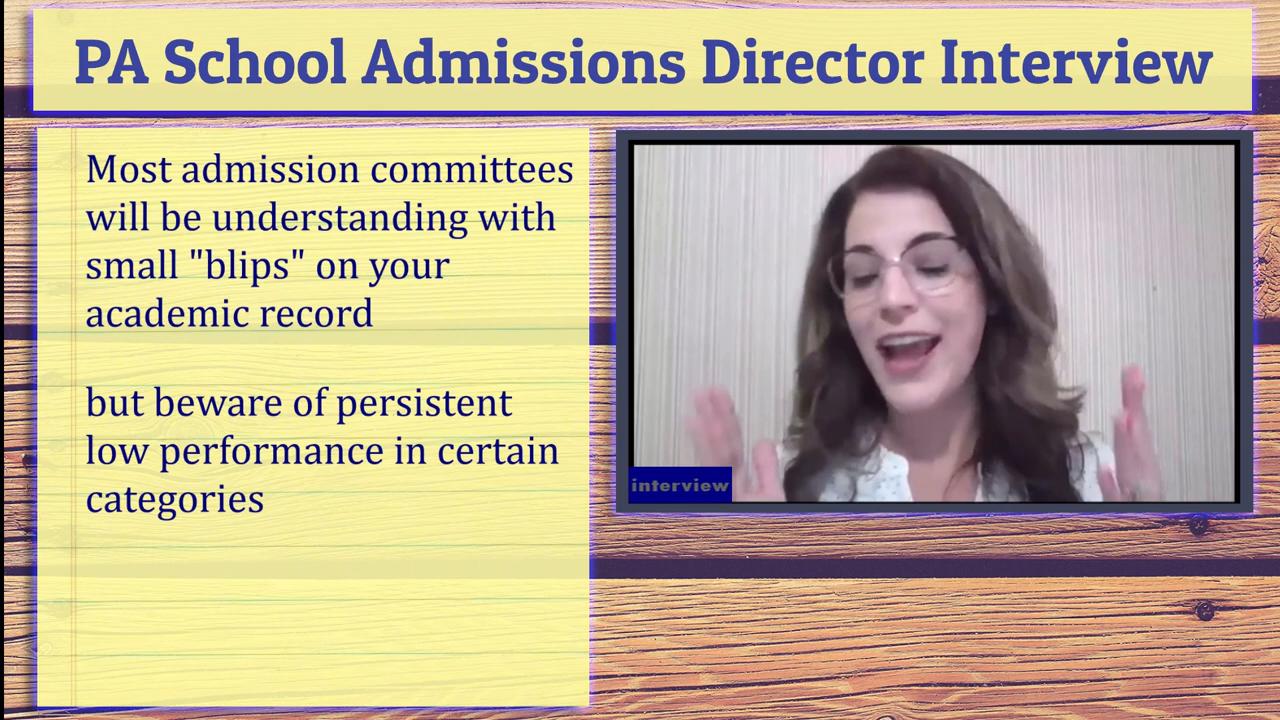 PA School Admissions Director Interview
Most admission committees
will be understanding with
small "blips" on your
academic record
but beware of persistent
low performance in certain
categories
interview